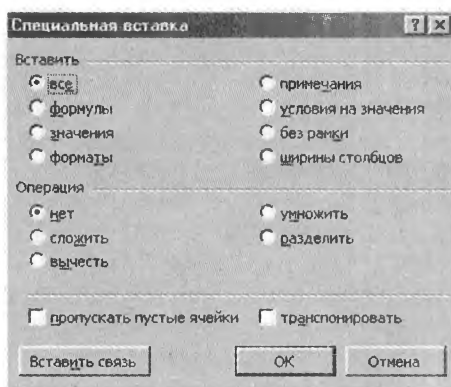 Специальная вставка
Вставить
все
примечания
формулы
условия на значения
значения
без рамки
форматы
ширины столбцов
Операция
нет
умножить
сложить
разделить
вычесть
пропускать пустые ячейки
транспонировать
Вставить связь
ОК
Отмена